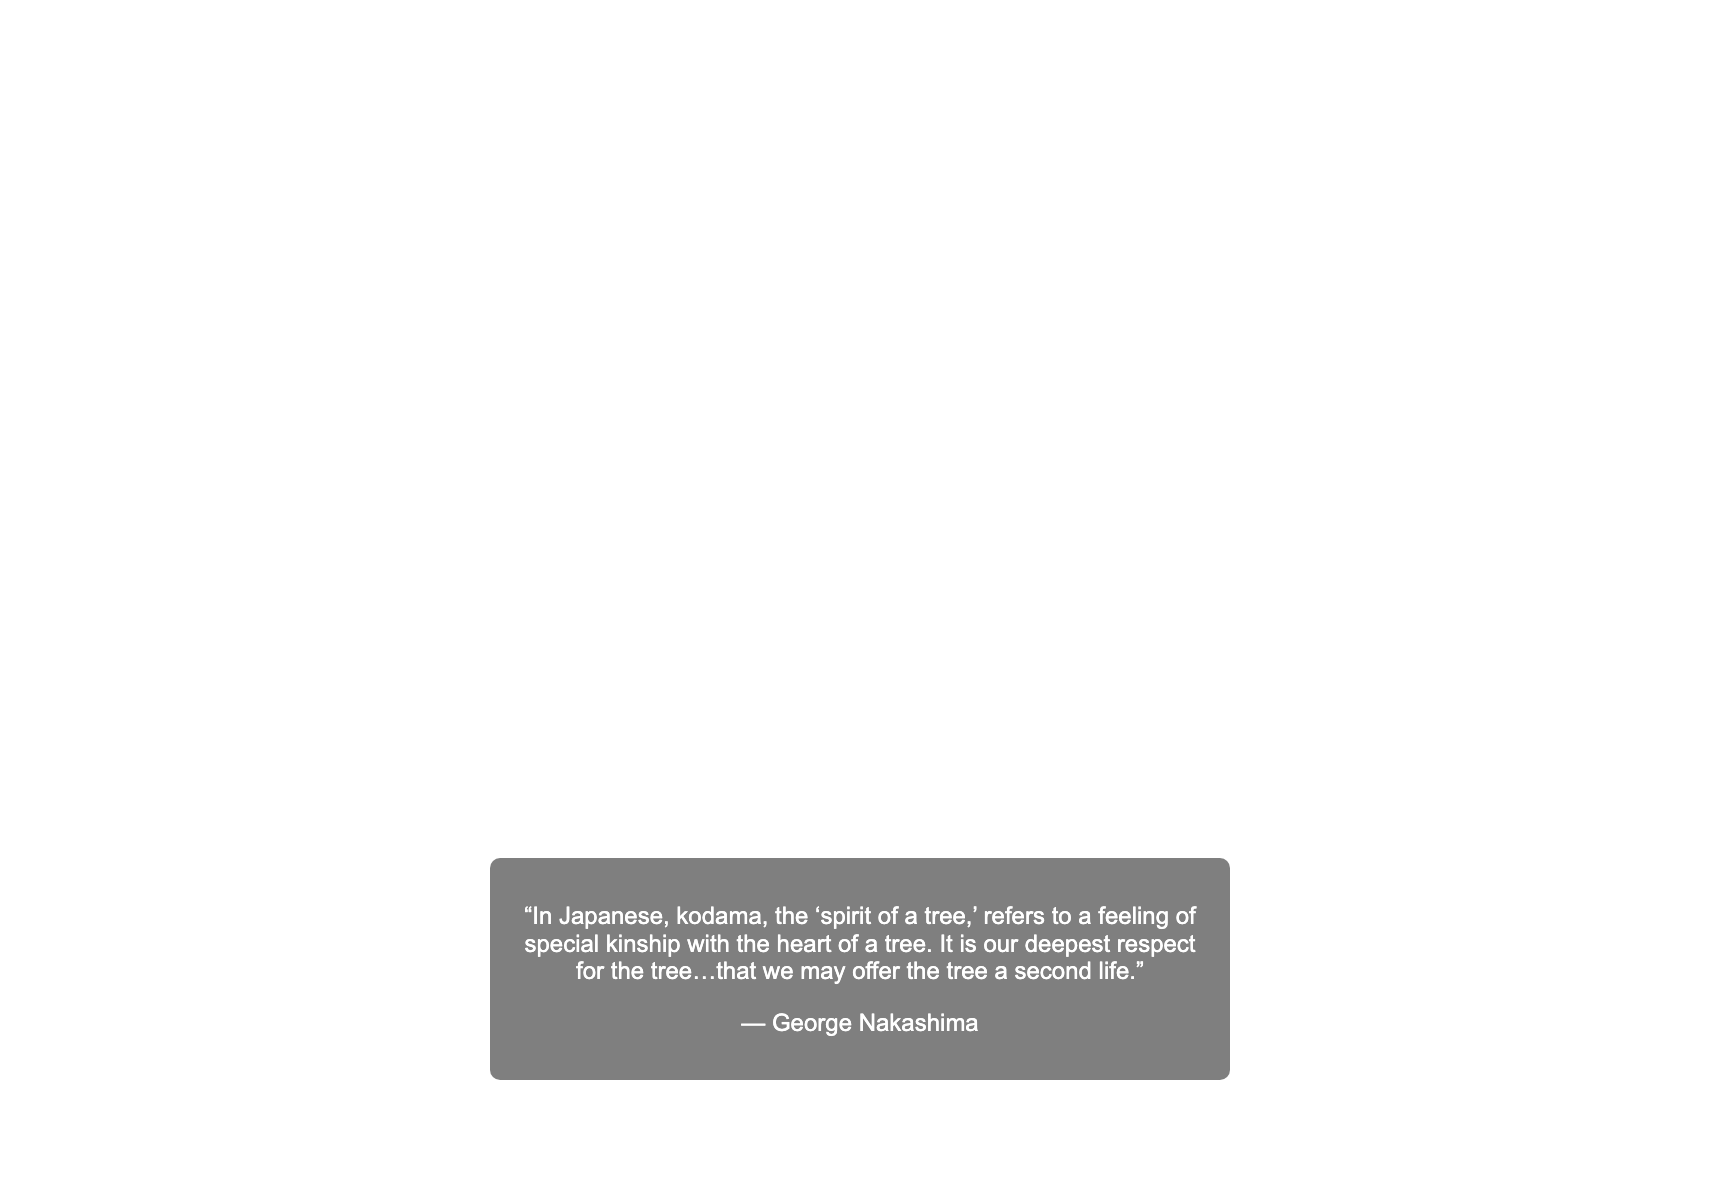 “In Japanese, kodama, the ‘spirit of a tree,’ refers to a feeling of
special kinship with the heart of a tree. It is our deepest respect
for the tree…that we may offer the tree a second life.”
— George Nakashima